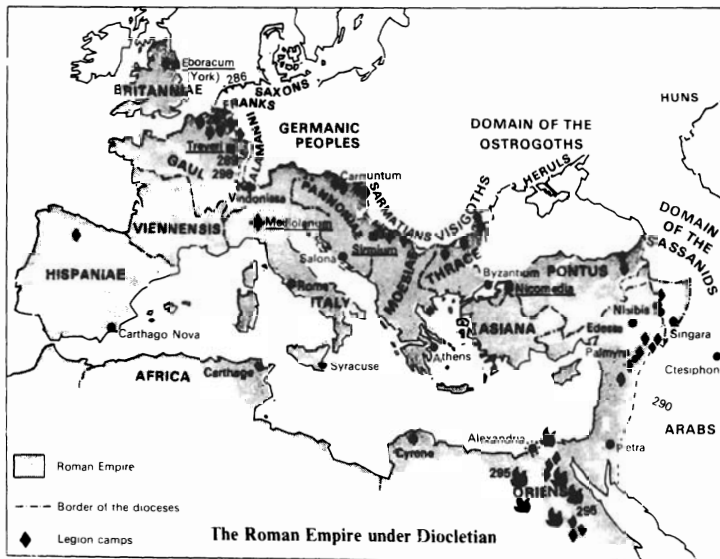 Eboracum
(York)
286
SAXONS
BRITANNIAE
FRANKS
HUNS
GERMANIC
PEOPLES
DOMAIN OF THE
OSTROGOTHS
ALAMANNI
HERULS
Treveri
GAUL
298
Vindonissa
Carnuntum
PANNONIAE
SARMATIANS
VISIGOTHS
DOMAIN
OF THE
SASSANIDS
VIENNENSIS
Mediolanum
Sirmium
MOESIAE
THRACE
PONTUS
HISPANIAE
Salona
Byzantium
Nicomedia
Rome
ITALY
ASIANA
Nisibis
Edessa
Singara
Carthago Nova
Athens
Palmyra
Ctesiphon
AFRICA
Carthage
Syracuse
290
ARABS
Alexandria
Petra
Cyrene
295
ORIENS
295
Roman Empire
Border of the dioceses
Legion camps
The Roman Empire under Diocletian